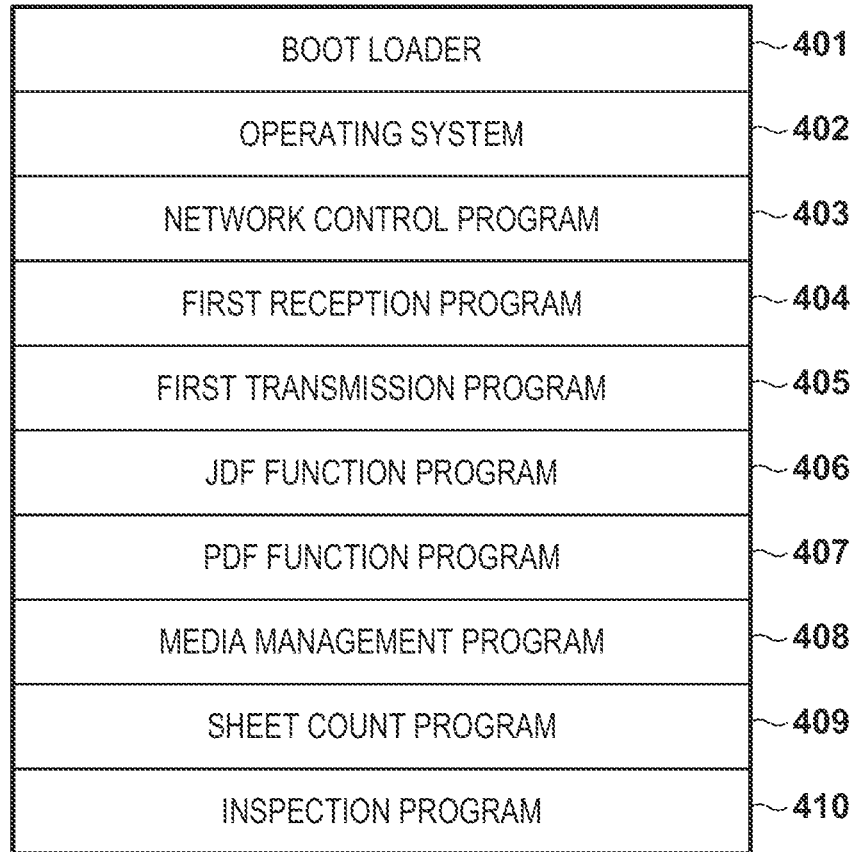 BOOT LOADER 401
OPERATING SYSTEM 402
NETWORK CONTROL PROGRAM 403
FIRST RECEPTION PROGRAM 404
FIRST TRANSMISSION PROGRAM 405
JDF FUNCTION PROGRAM 406
PDF FUNCTION PROGRAM 407
MEDIA MANAGEMENT PROGRAM 408
SHEET COUNT PROGRAM 409
INSPECTION PROGRAM 410